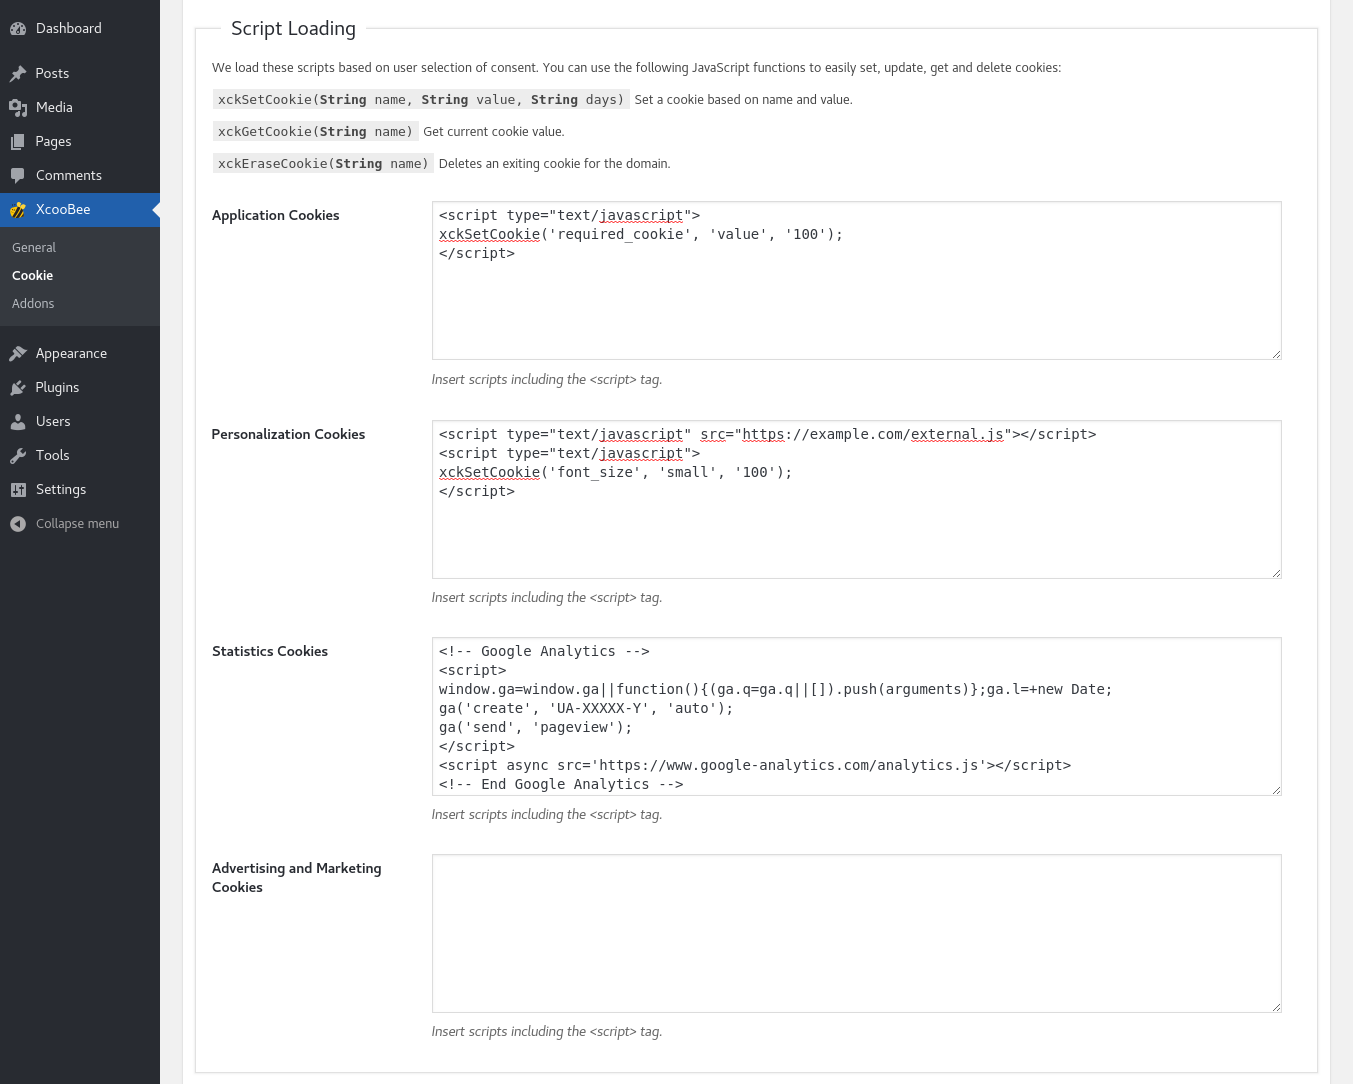 Dashboard
Posts
Media
Pages
Comments
XcooBee
General
Cookie
Addons
Appearance
Plugins
Users
Tools
Settings
Collapse menu
Script Loading
We load these scripts based on user selection of consent. You can use the following JavaScript functions to easily set, update, get and delete cookies:
xckSetCookie(String name, String value, String days) Set a cookie based on name and value.
xckGetCookie(String name) Get current cookie value.
xckEraseCookie(String name) Deletes an exiting cookie for the domain.
Application Cookies
<script type="text/javascript">
xckSetCookie('required_cookie', 'value', '100');
</script>
Insert scripts including the <script> tag.
Personalization Cookies
<script type="text/javascript" src="https://example.com/external.js"></script>
<script type="text/javascript">
xckSetCookie('font_size', 'small', '100');
</script>
Insert scripts including the <script> tag.
Statistics Cookies
<!-- Google Analytics -->
<script>
window.ga=window.ga||function(){(ga.q=ga.q||[]).push(arguments)};ga.l=+new Date;
ga('create', 'UA-XXXXX-Y', 'auto');
ga('send', 'pageview');
</script>
<script async src='https://www.google-analytics.com/analytics.js'></script>
<!-- End Google Analytics -->
Insert scripts including the <script> tag.
Advertising and Marketing
Cookies
Insert scripts including the <script> tag.